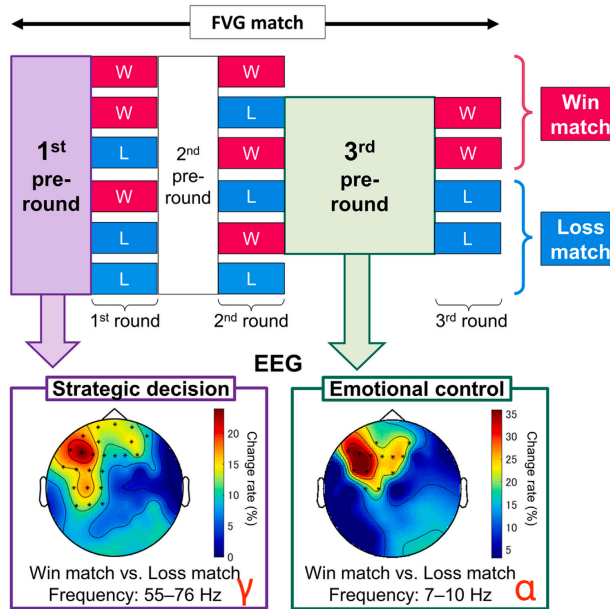 FVG match
W W
W L W
L W W
W L L
L W L
L L
1st
pre-
round
2nd
pre-
round
3rd
pre-
round
Win
match
Loss
match
1st round 2nd round 3rd round
EEG
Strategic decision
20
15
10
5
0
Change rate (%)
Win match vs. Loss match
Frequency: 55–76 Hz
γ
Emotional control
35
30
25
20
15
10
5
Change rate (%)
Win match vs. Loss match
Frequency: 7–10 Hz
α